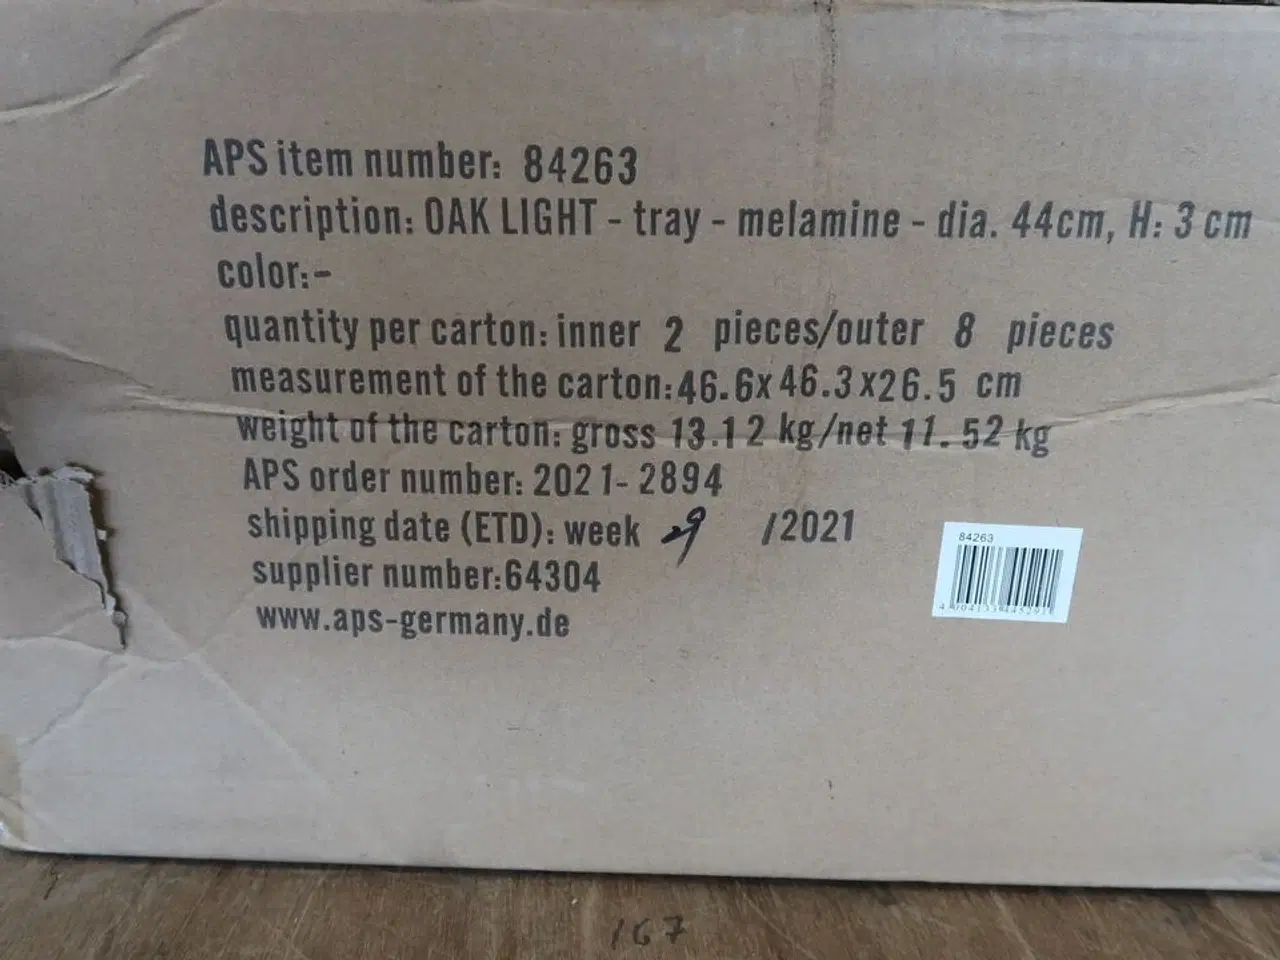 APS item number: 84263
description: OAK LIGHT - tray - melamine - dia. 44cm, H: 3 cm
color:-
quantity per carton: inner 2 pieces/outer 8 pieces
measurement of the carton: 46.6x46.3x26.5 cm
weight of the carton: gross 13.12 kg/net 11.52 kg
APS order number: 2021-2894
shipping date (ETD): week 29 /2021
supplier number:64304
www.aps-germany.de
84263
167